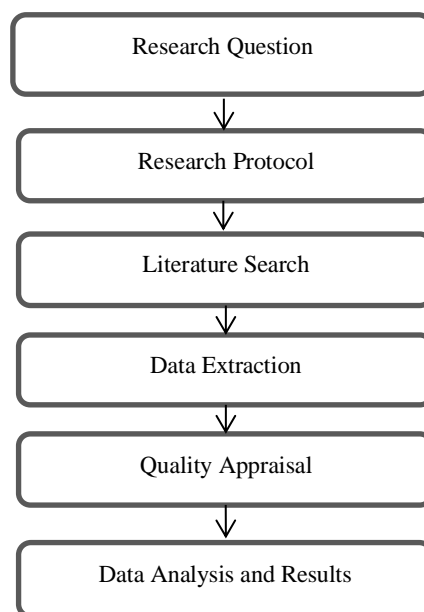 Research Question
Research Protocol
Literature Search
Data Extraction
Quality Appraisal
Data Analysis and Results